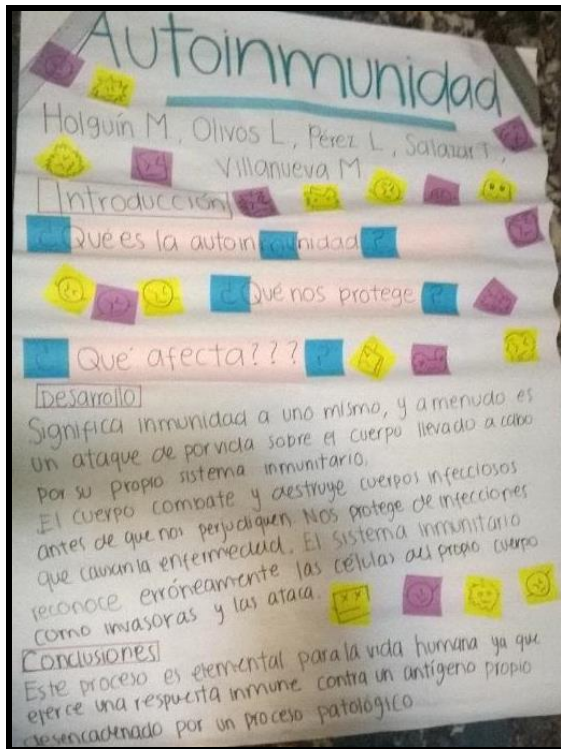 Autoinmunidad
Holguín M, Olivos L, Pérez L, Salazar T,
Villanueva M
Introducción
¿Qué es la autoinmunidad?
¿Qué nos protege?
¿Qué afecta????
Desarrollo
Significa inmunidad a uno mismo, y a menudo es
un ataque de por vida sobre el cuerpo llevado a cabo
por su propio sistema inmunitario.
El cuerpo combate y destruye cuerpos infecciosos
antes de que nos perjudiquen. Nos protege de infecciones
que causan la enfermedad. El sistema inmunitario
reconoce erróneamente las células del propio cuerpo
como invasoras y las ataca.
Conclusiones
Este proceso es elemental para la vida humana ya que
ejerce una respuesta inmune contra un antígeno propio
desencadenado por un proceso patológico